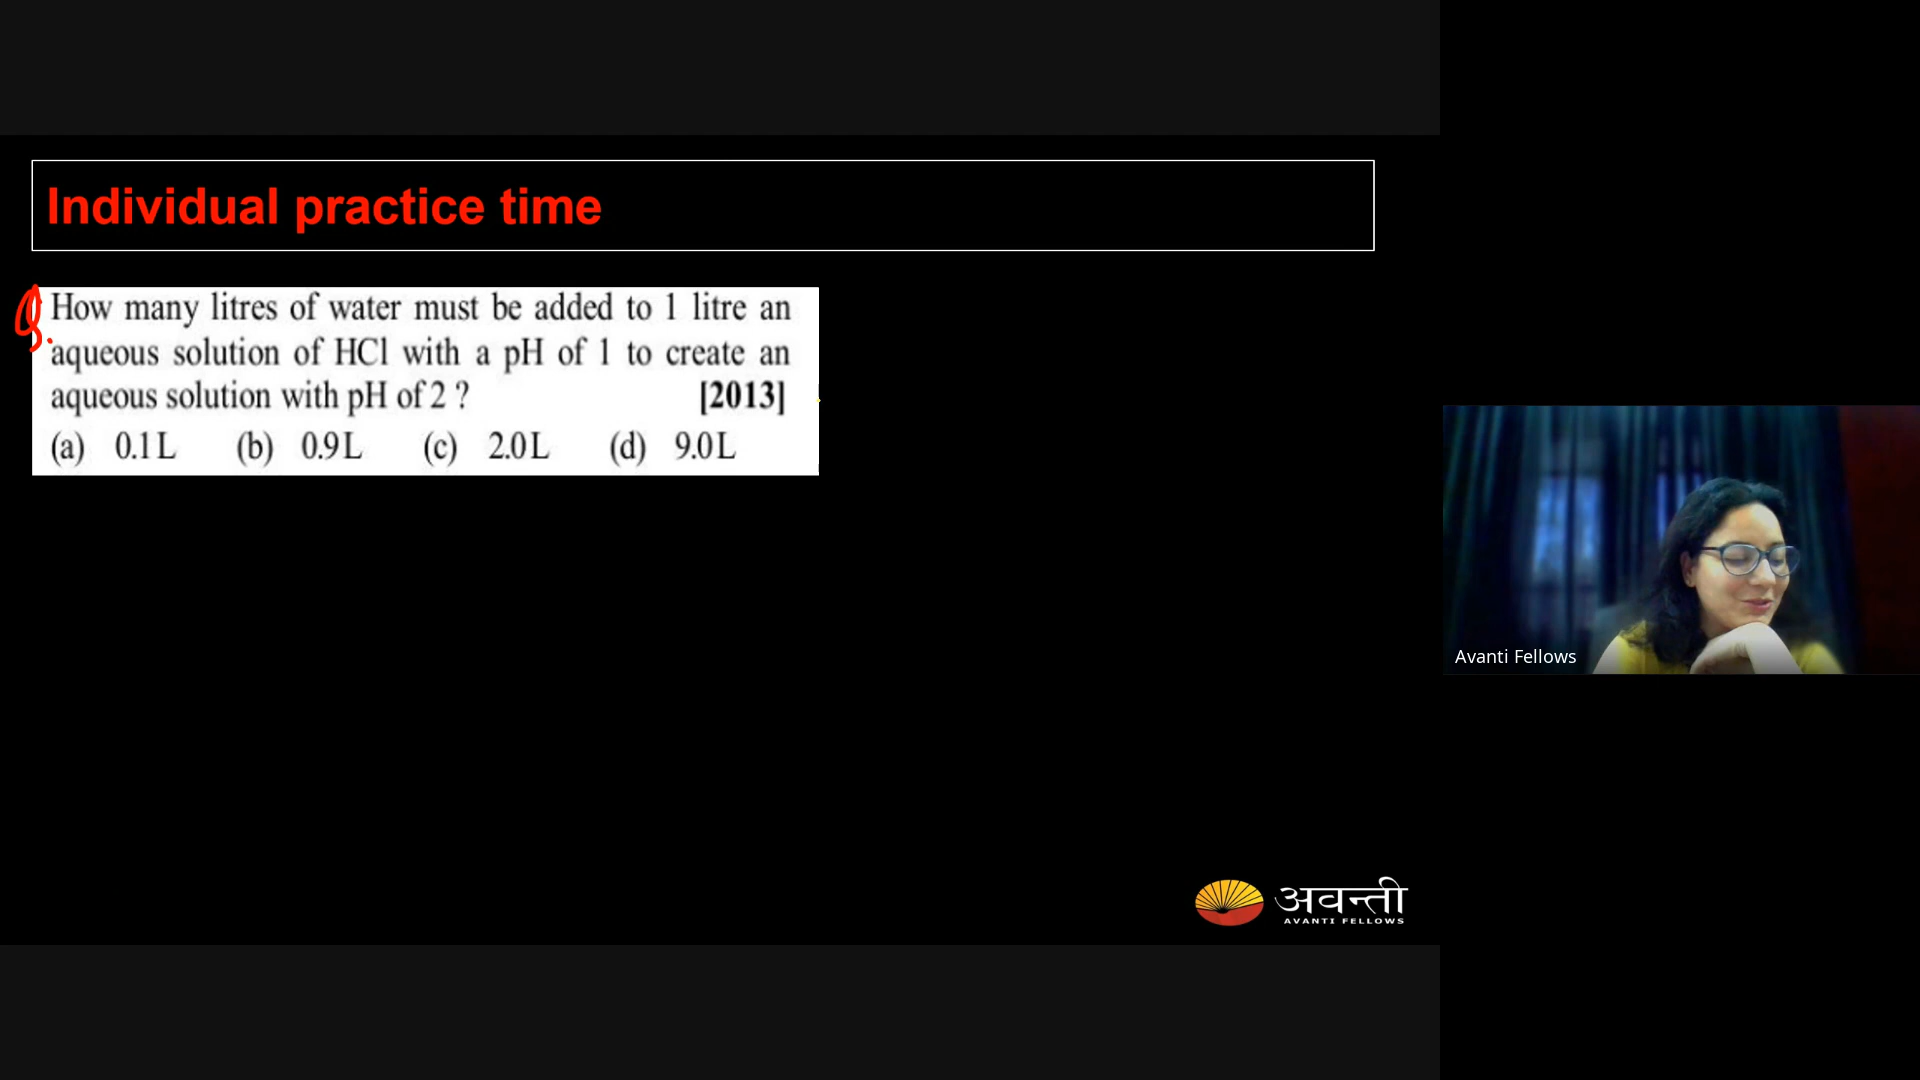 Individual practice time
Q.
How many litres of water must be added to 1 litre an
aqueous solution of HCl with a pH of 1 to create an
aqueous solution with pH of 2 ? [2013]
(a) 0.1 L (b) 0.9 L (c) 2.0 L (d) 9.0 L
Avanti Fellows
अवन्ती
AVANTI FELLOWS